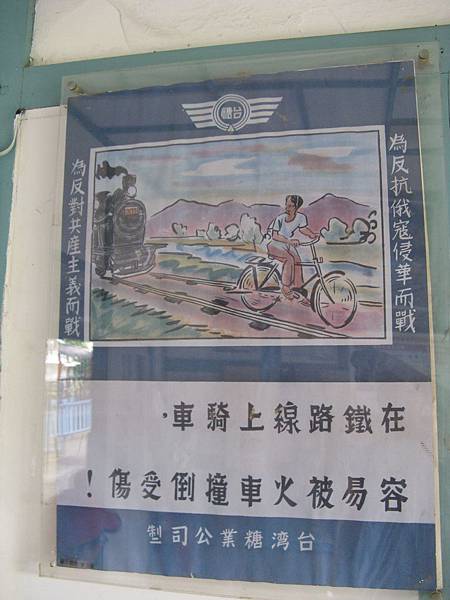 台糖
為反抗俄寇侵華而戰
為反對共產主義而戰
在鐵路線上騎車．
容易被火車撞倒受傷！
台湾糖業公司製